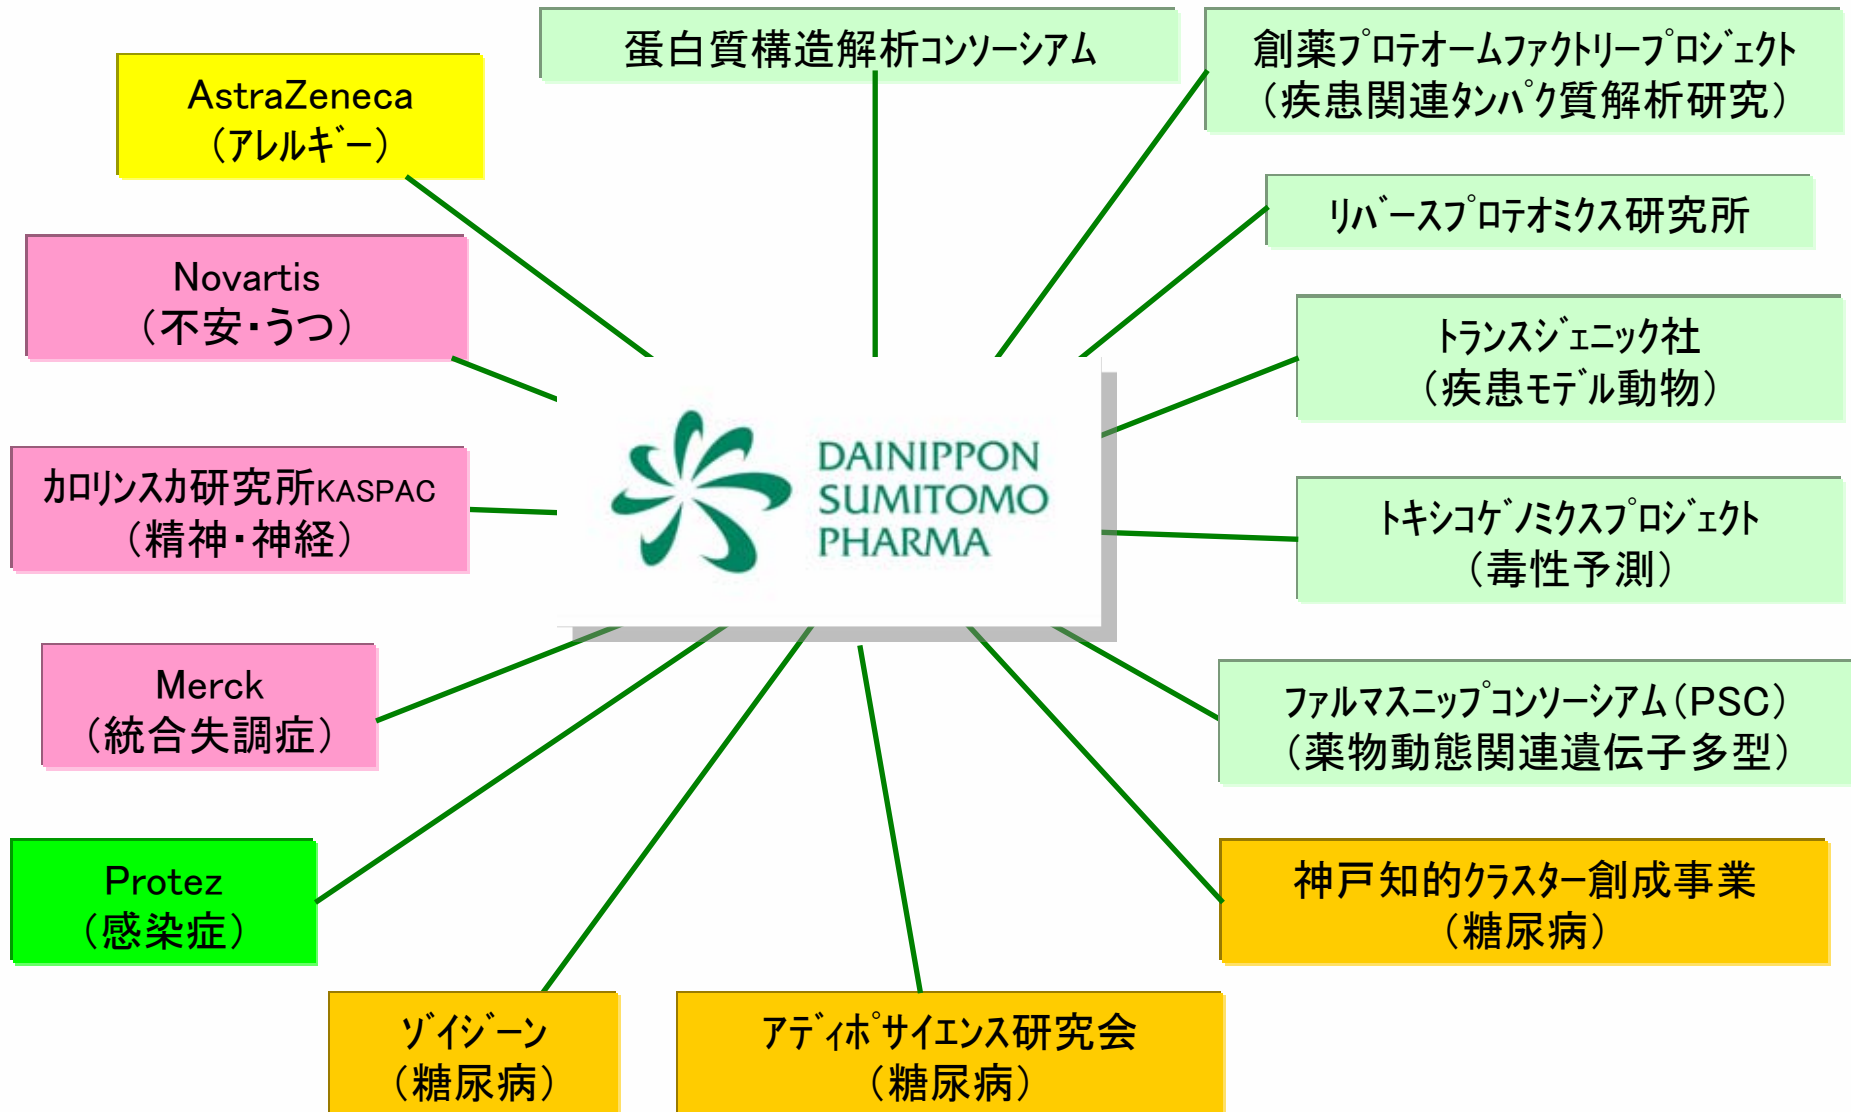 蛋白質構造解析ｺﾝｿｰｼｱﾑ
創薬ﾌﾟﾛﾃｵｰﾑﾌｧｸﾄﾘｰﾌﾟﾛｼﾞｪｸﾄ
（疾患関連ﾀﾝﾊﾟｸ質解析研究）
AstraZeneca
（ｱﾚﾙｷﾞｰ）
ﾘﾊﾞｰｽﾌﾟﾛﾃｵﾐｸｽ研究所
Novartis
（不安・うつ）
ﾄﾗﾝｽｼﾞｪﾆｯｸ社
（疾患ﾓﾃﾞﾙ動物）
DAINIPPON
SUMITOMO
PHARMA
ｶﾛﾘﾝｽｶ研究所KASPAC
（精神・神経）
ﾄｷｼｺｹﾞﾉﾐｸｽﾌﾟﾛｼﾞｪｸﾄ
（毒性予測）
Merck
（統合失調症）
ﾌｧﾙﾏｽﾆｯﾌﾟｺﾝｿｰｼｱﾑ（PSC）
（薬物動態関連遺伝子多型）
Protez
（感染症）
神戸知的ｸﾗｽﾀｰ創成事業
（糖尿病）
ｿﾞｲｼﾞｰﾝ
（糖尿病）
ｱﾃﾞｨﾎﾟｻｲｴﾝｽ研究会
（糖尿病）